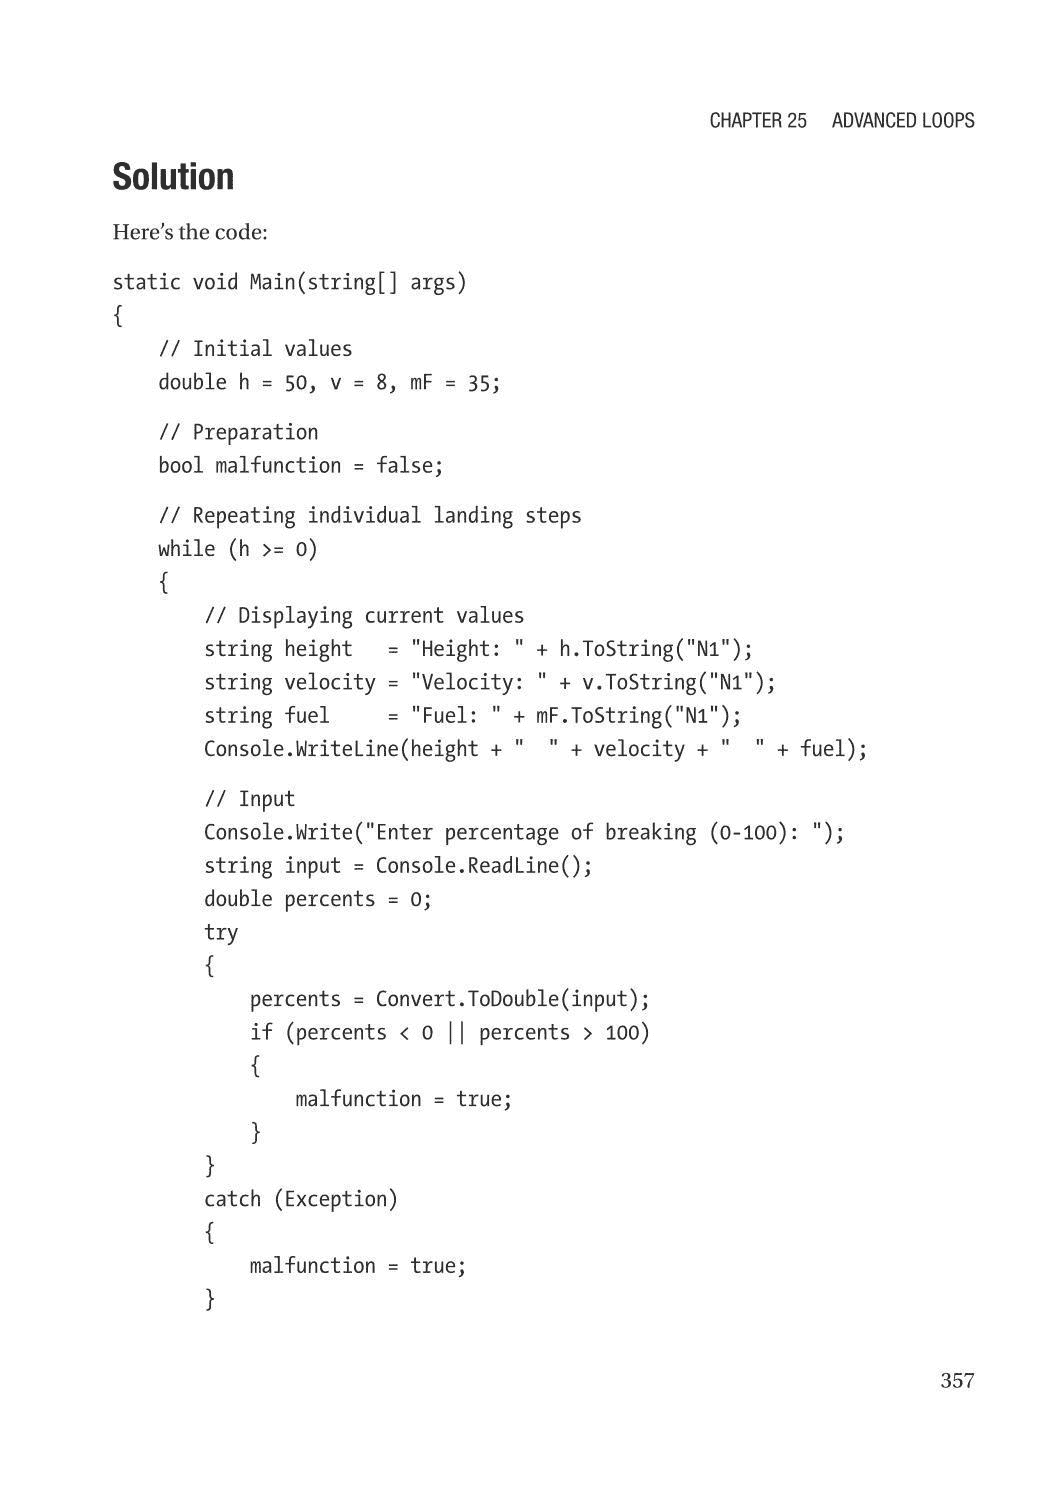 CHAPTER 25 ADVANCED LOOPS
Solution
Here’s the code:
static void Main(string[] args)
{
    // Initial values
    double h = 50, v = 8, mF = 35;
    // Preparation
    bool malfunction = false;
    // Repeating individual landing steps
    while (h >= 0)
    {
        // Displaying current values
        string height   = "Height: " + h.ToString("N1");
        string velocity = "Velocity: " + v.ToString("N1");
        string fuel     = "Fuel: " + mF.ToString("N1");
        Console.WriteLine(height + "  " + velocity + "  " + fuel);
        // Input
        Console.Write("Enter percentage of breaking (0-100): ");
        string input = Console.ReadLine();
        double percents = 0;
        try
        {
            percents = Convert.ToDouble(input);
            if (percents < 0 || percents > 100)
            {
                malfunction = true;
            }
        }
        catch (Exception)
        {
            malfunction = true;
        }
357